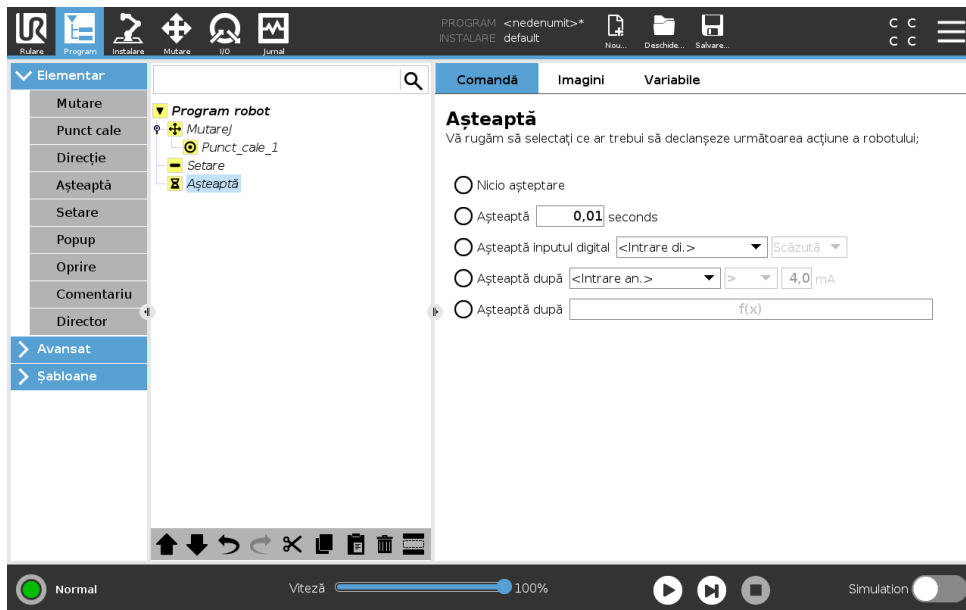 PROGRAM <nedenumit>*
INSTALARE default
UR
Rulare Program Instalare Mutare I/O Jurnal Nou... Deschide... Salvare...
C C
C C
Elementar
Mutare
Punct cale
Direcție
Așteaptă
Setare
Popup
Oprire
Comentariu
Director
Avansat
Șabloane
Program robot
MutareJ
Punct_cale_1
Setare
Așteaptă
Comandă Imagini Variabile
Așteaptă
Vă rugăm să selectați ce ar trebui să declanșeze următoarea acțiune a robotului;
Nicio așteptare
Așteaptă 0,01 seconds
Așteaptă inputul digital <Intrare di.> Scăzută
Așteaptă după <Intrare an.> > 4,0 mA
Așteaptă după f(x)
Normal Viteză 100% Simulation